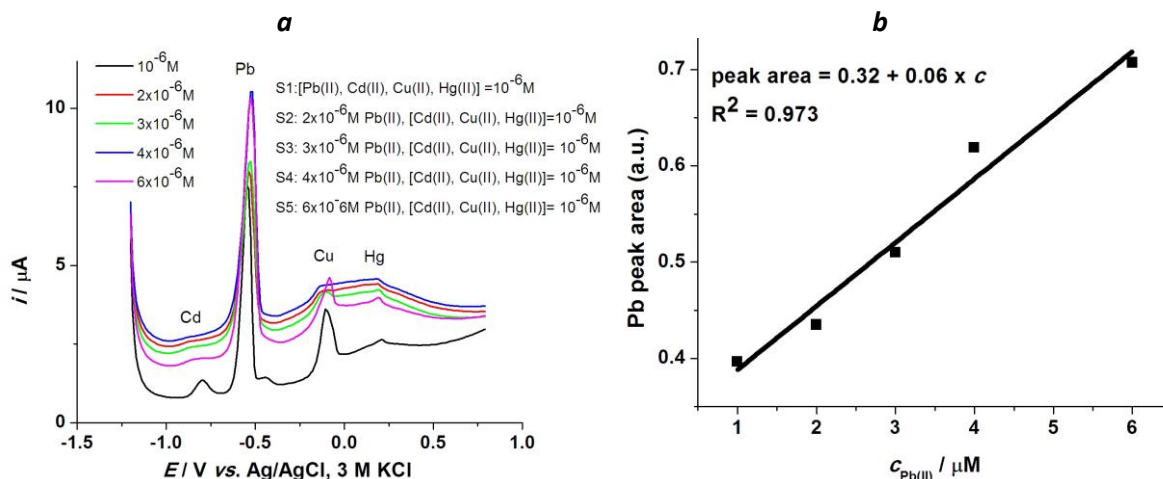 a
10⁻⁶M
2x10⁻⁶M
3x10⁻⁶M
4x10⁻⁶M
6x10⁻⁶M
Pb
S1:[Pb(II), Cd(II), Cu(II), Hg(II)] =10⁻⁶M
S2: 2x10⁻⁶M Pb(II), [Cd(II), Cu(II), Hg(II)]=10⁻⁶M
S3: 3x10⁻⁶M Pb(II), [Cd(II), Cu(II), Hg(II)]= 10⁻⁶M
S4: 4x10⁻⁶M Pb(II), [Cd(II), Cu(II), Hg(II)]= 10⁻⁶M
S5: 6x10⁻6M Pb(II), [Cd(II), Cu(II), Hg(II)]= 10⁻⁶M
Cd
Cu
Hg
10
5
0
i / μA
-1.5
-1.0
-0.5
0.0
0.5
1.0
E / V vs. Ag/AgCl, 3 M KCl
b
peak area = 0.32 + 0.06 x c
R² = 0.973
0.7
0.6
0.5
0.4
Pb peak area (a.u.)
1
2
3
4
5
6
c Pb(II) / μM